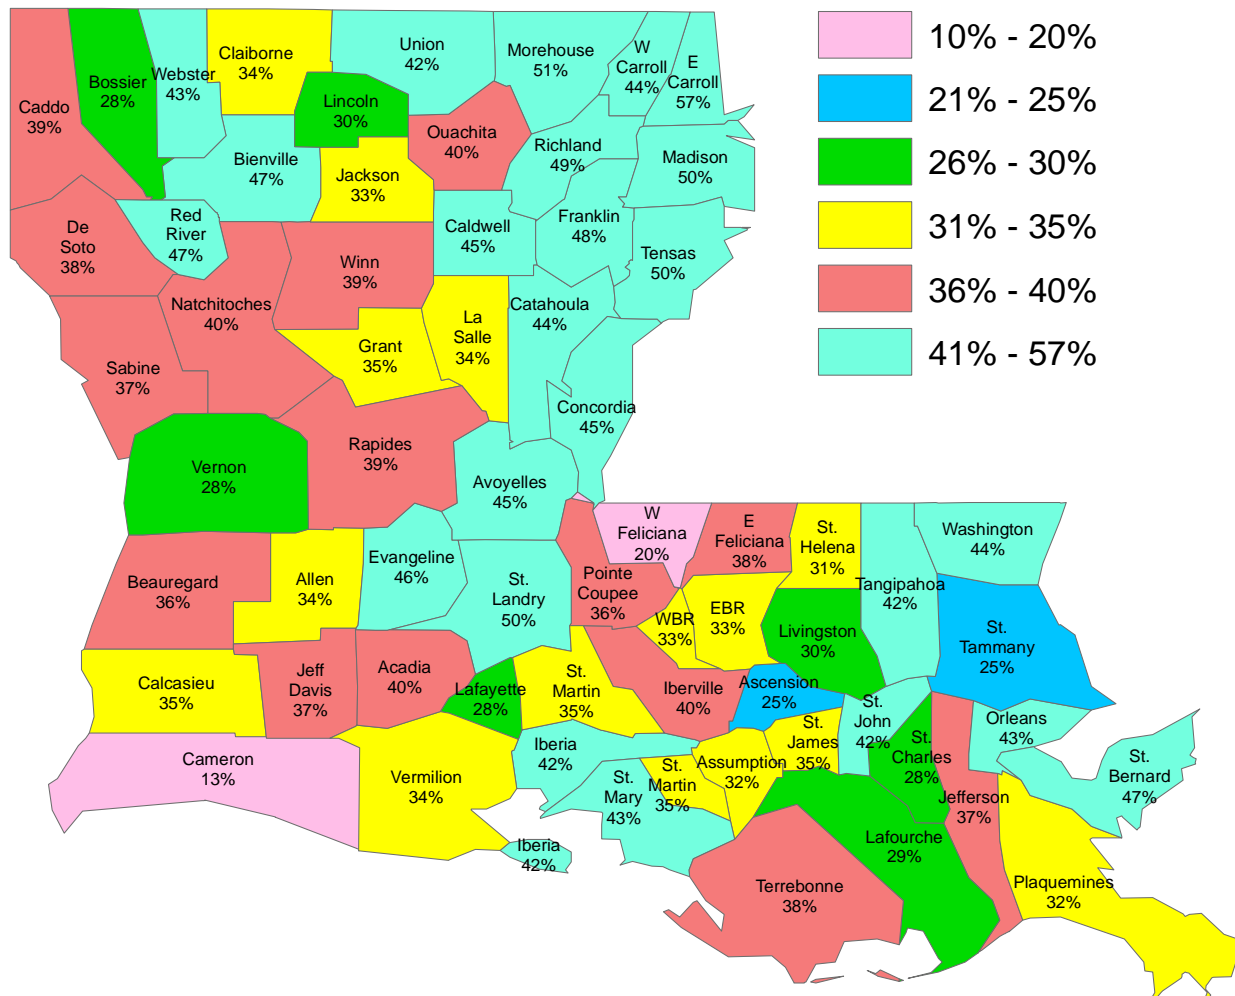 10% - 20%
21% - 25%
26% - 30%
31% - 35%
36% - 40%
41% - 57%
Caddo
39%
Bossier
28%
Webster
43%
Claiborne
34%
Union
42%
Morehouse
51%
W
Carroll
44%
E
Carroll
57%
Lincoln
30%
Ouachita
40%
Richland
49%
Madison
50%
Bienville
47%
Jackson
33%
De
Soto
38%
Red
River
47%
Caldwell
45%
Franklin
48%
Tensas
50%
Winn
39%
Natchitoches
40%
Catahoula
44%
La
Salle
34%
Grant
35%
Sabine
37%
Concordia
45%
Rapides
39%
Vernon
28%
Avoyelles
45%
W
Feliciana
20%
E
Feliciana
38%
St.
Helena
31%
Washington
44%
Beauregard
36%
Allen
34%
Evangeline
46%
St.
Landry
50%
Pointe
Coupee
36%
WBR
33%
EBR
33%
Livingston
30%
Tangipahoa
42%
St.
Tammany
25%
Calcasieu
35%
Jeff
Davis
37%
Acadia
40%
Lafayette
28%
St.
Martin
35%
Iberville
40%
Ascension
25%
St.
John
42%
Orleans
43%
St.
James
35%
St.
Charles
28%
St.
Bernard
47%
Cameron
13%
Vermilion
34%
Iberia
42%
St.
Mary
43%
St.
Martin
35%
Assumption
32%
Jefferson
37%
Iberia
42%
Lafourche
29%
Terrebonne
38%
Plaquemines
32%